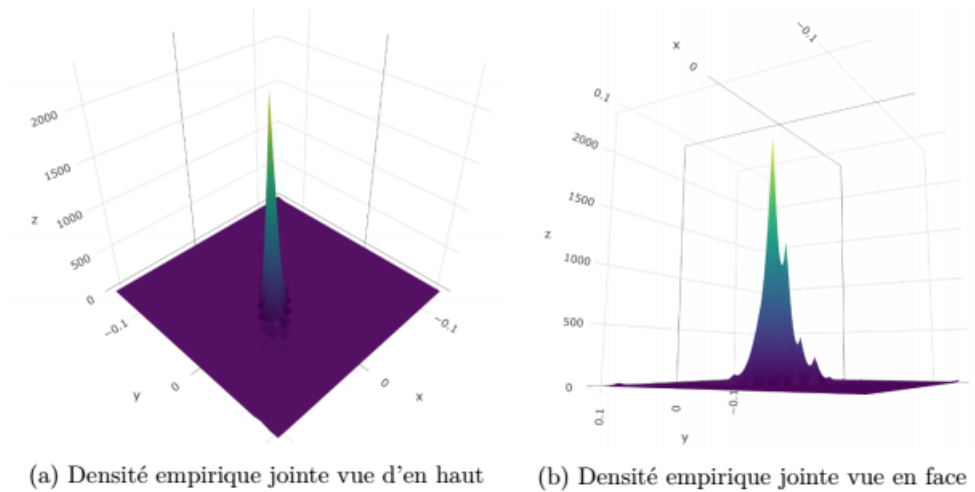 2000
1500
1000
500
0
z
−0.1
0
y
−0.1
0
x
(a) Densité empirique jointe vue d'en haut
x
0
−0.1
0.1
2000
1500
1000
500
0
z
0.1
0
−0.1
y
(b) Densité empirique jointe vue en face